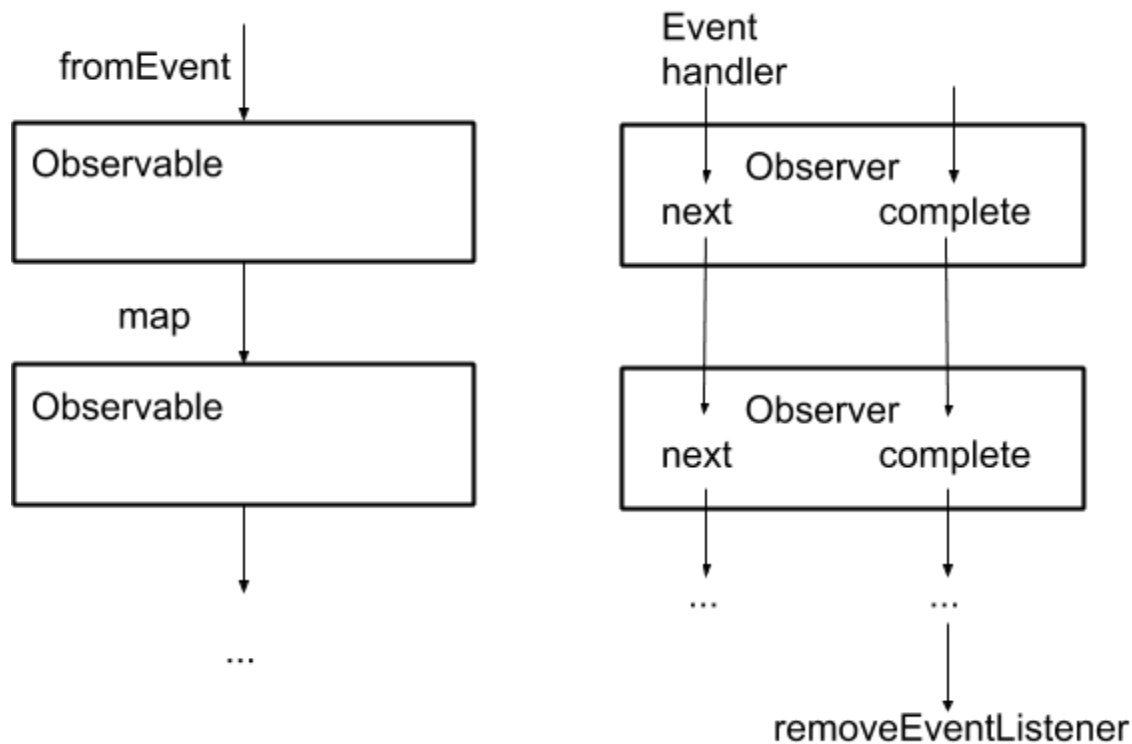 fromEvent
Observable
map
Observable
...
Event
handler
Observer
next complete
Observer
next complete
... ...
removeEventListener